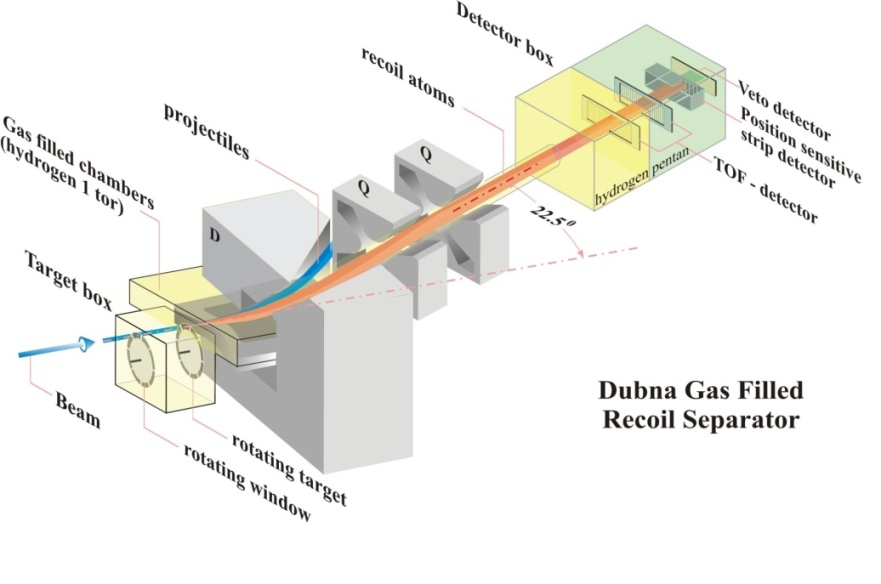 Detector box
recoil atoms
projectiles
Gas filled chambers
(hydrogen 1 tor)
Target box
Beam
rotating window
rotating target
D
Q
Q
22.5⁰
hydrogen pentan
Veto detector
Position sensitive
strip detector
TOF - detector
Dubna Gas Filled
Recoil Separator